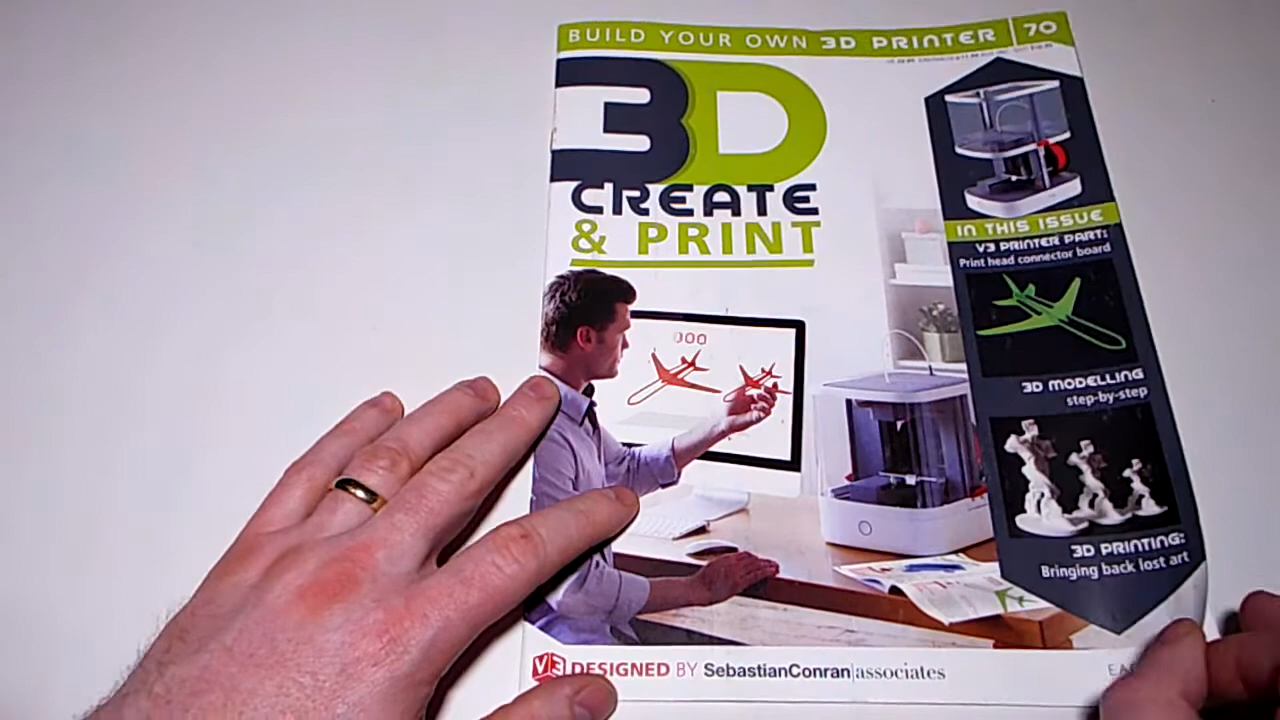 BUILD YOUR OWN 3D PRINTER 70
3D
CREATE
& PRINT
IN THIS ISSUE
V3 PRINTER PART:
Print head connector board
3D MODELLING
step-by-step
3D PRINTING:
Bringing back lost art
V3 DESIGNED BY SebastianConran|associates